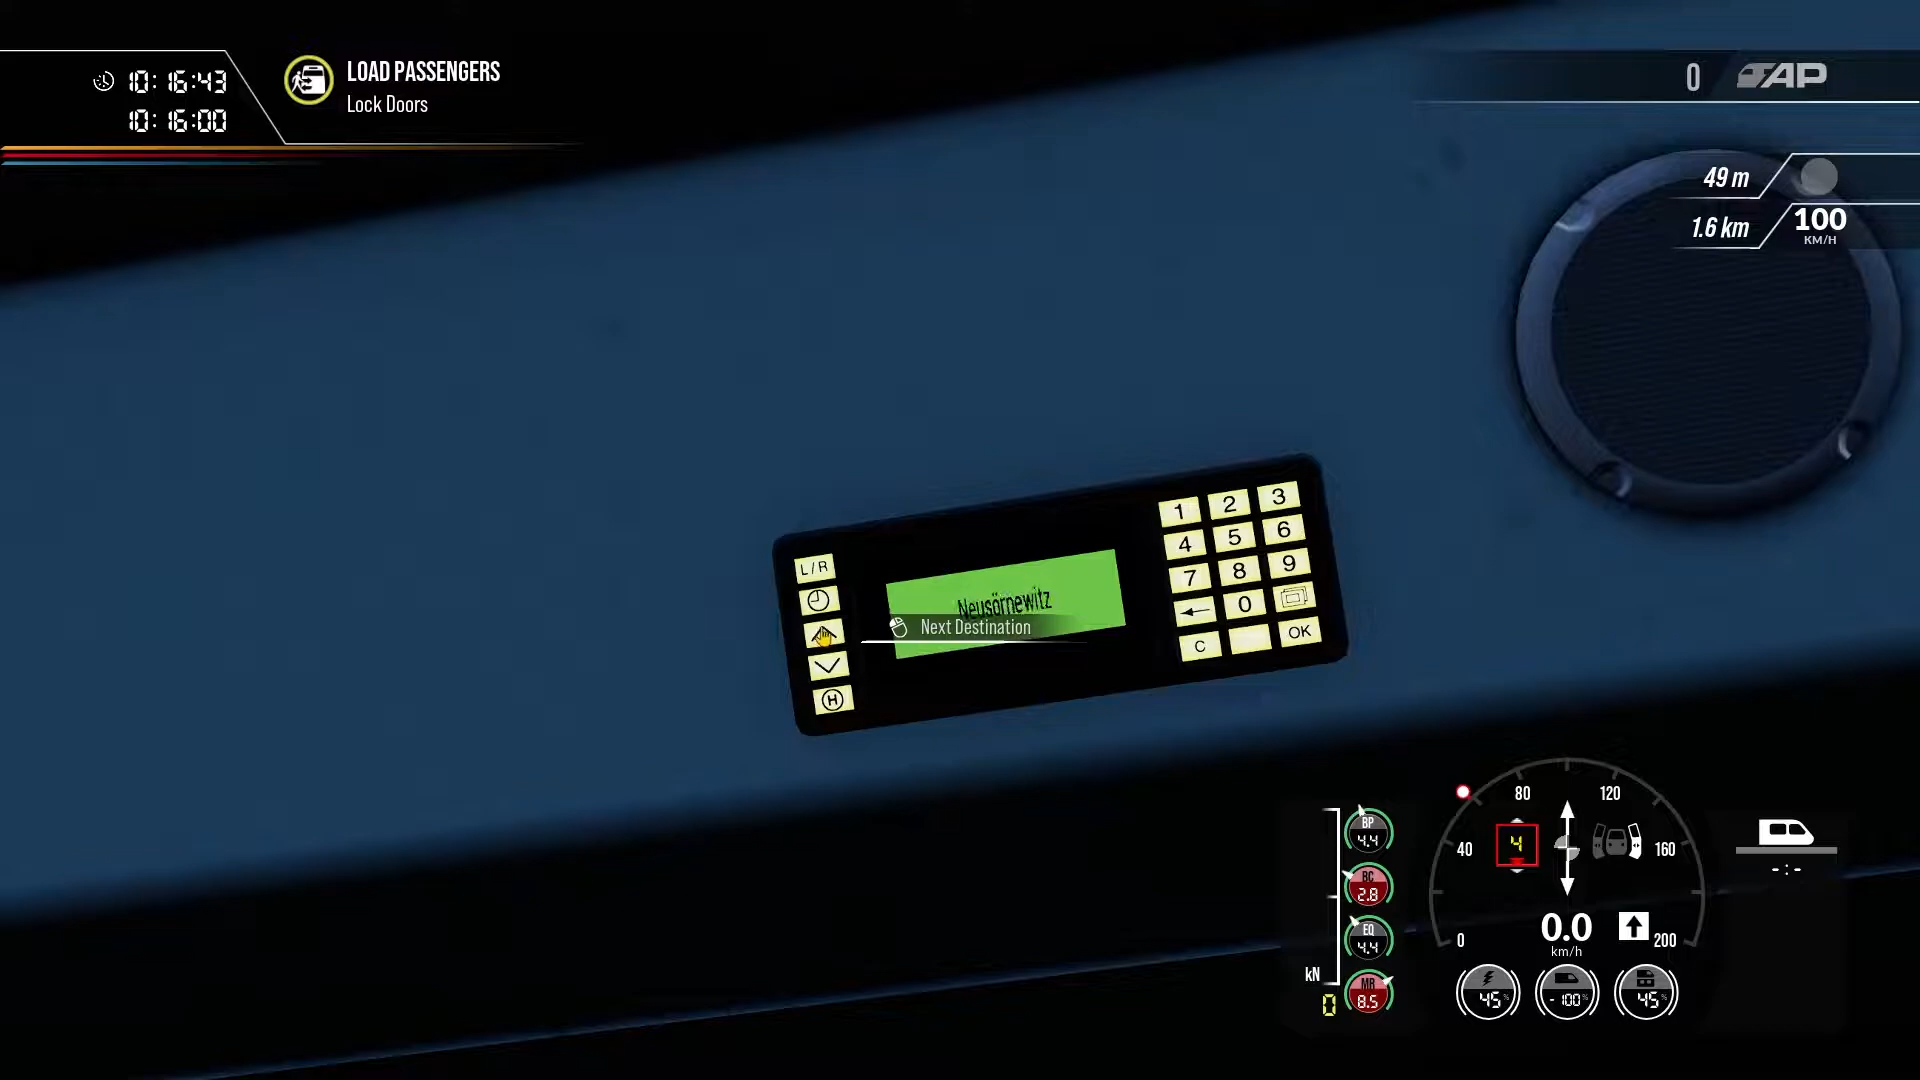 10:16:43
10:16:00
LOAD PASSENGERS
Lock Doors
0 AP
49 m
1.6 km
100
KM/H
L/R
H
Neusörnewitz
Next Destination
1 2 3
4 5 6
7 8 9
0
C OK
BP
4.4
BC
2.8
EQ
4.4
MR
8.5
kN
0
0 40 80 120 160 200
4
0.0
km/h
45 %
- 100 %
45 %
- : -